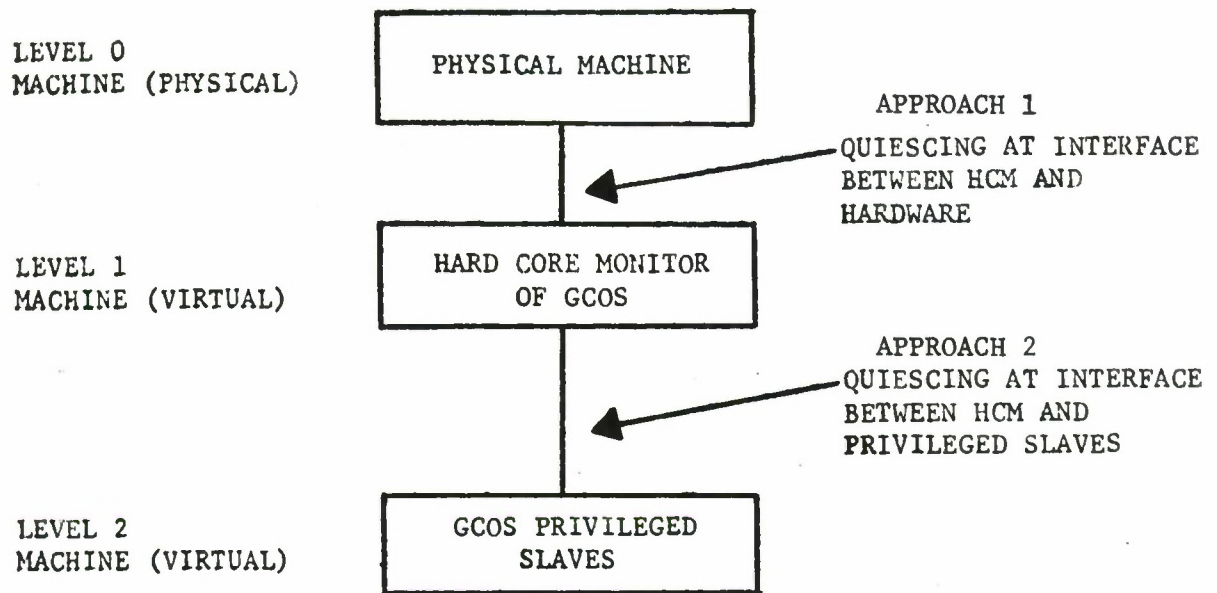 LEVEL 0
MACHINE (PHYSICAL)
PHYSICAL MACHINE
APPROACH 1
QUIESCING AT INTERFACE
BETWEEN HCM AND
HARDWARE
LEVEL 1
MACHINE (VIRTUAL)
HARD CORE MONITOR
OF GCOS
APPROACH 2
QUIESCING AT INTERFACE
BETWEEN HCM AND
PRIVILEGED SLAVES
LEVEL 2
MACHINE (VIRTUAL)
GCOS PRIVILEGED
SLAVES